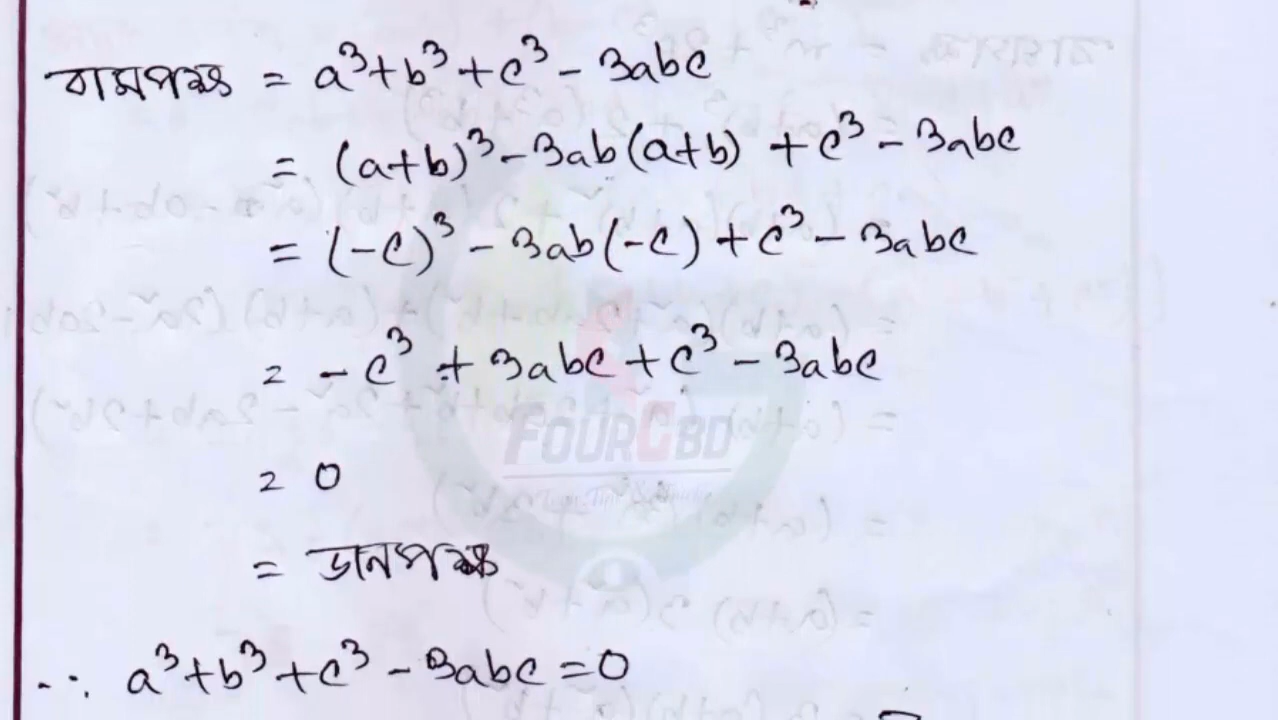 বামপক্ষ = a³+b³+c³ - 3abc
= (a+b)³ - 3ab(a+b) + c³ - 3abc
= (-c)³ - 3ab(-c) + c³ - 3abc
= -c³ + 3abc + c³ - 3abc
FOURGBD
= 0
= ডানপক্ষ
∴ a³+b³+c³ - 3abc = 0